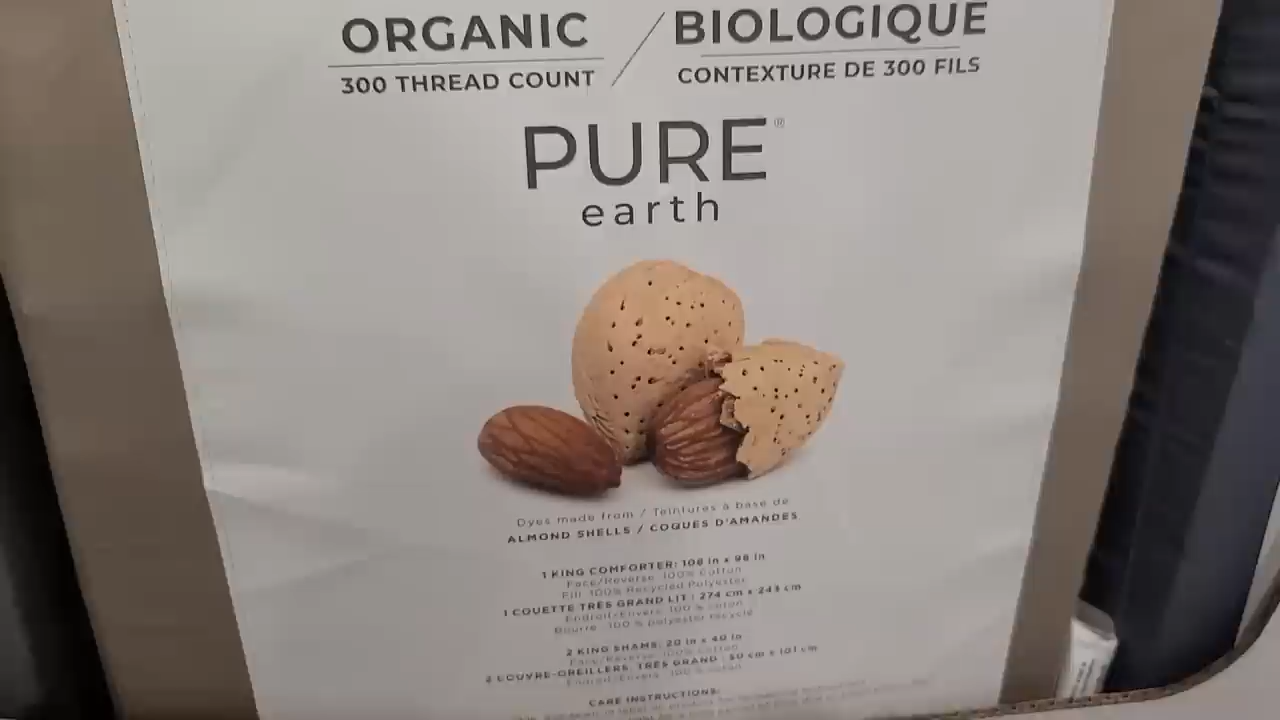 ORGANIC / BIOLOGIQUE
300 THREAD COUNT / CONTEXTURE DE 300 FILS
PURE®
earth
Dyes made from / Teintures à base de
ALMOND SHELLS / COQUES D'AMANDES
1 KING COMFORTER: 108 in x 96 in
Face/Reverse: 100% Cotton
Fill: 100% Recycled Polyester
1 COUETTE TRÈS GRAND LIT : 274 cm x 243 cm
Endroit/Envers: 100 % coton
Bourre: 100 % polyester recyclé
2 KING SHAMS: 20 in x 40 in
Face/Reverse: 100% Cotton
2 COUVRE-OREILLERS, TRÈS GRAND : 50 cm x 101 cm
Endroit/Envers: 100 % coton
CARE INSTRUCTIONS: